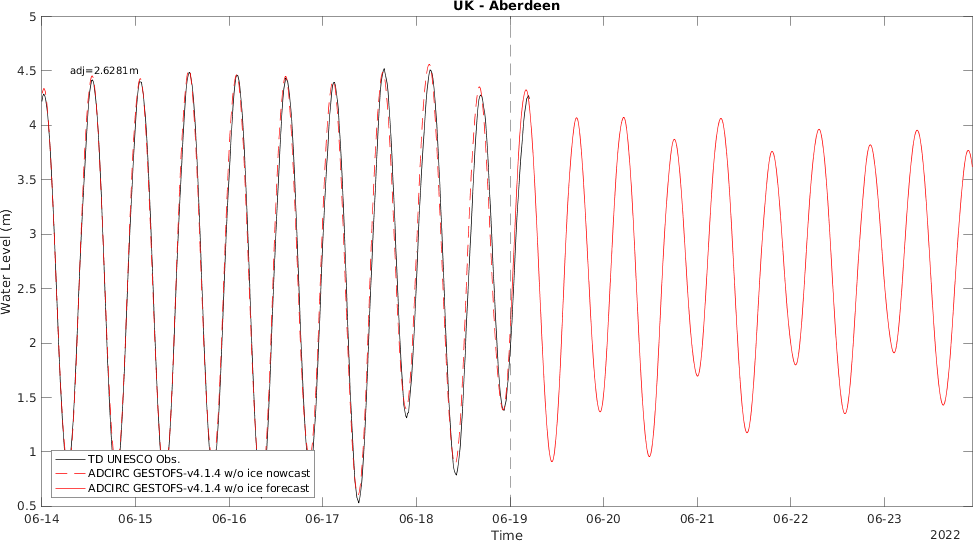 UK - Aberdeen
5
4.5
4
3.5
3
2.5
2
1.5
1
0.5
Water Level (m)
adj=2.6281m
TD UNESCO Obs.
ADCIRC GESTOFS-v4.1.4 w/o ice nowcast
ADCIRC GESTOFS-v4.1.4 w/o ice forecast
06-14 06-15 06-16 06-17 06-18 06-19 06-20 06-21 06-22 06-23
Time
2022